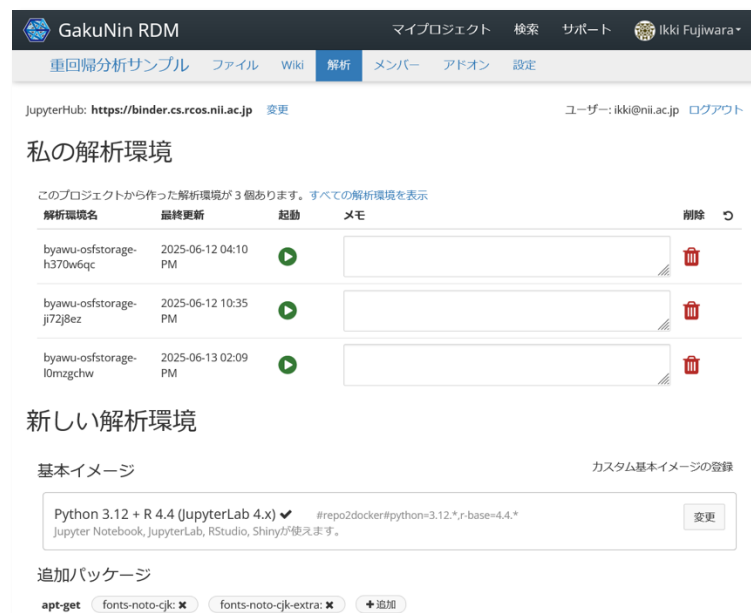 GakuNin RDM マイプロジェクト 検索 サポート Ikki Fujiwara
重回帰分析サンプル ファイル Wiki 解析 メンバー アドオン 設定
JupyterHub: https://binder.cs.rcos.nii.ac.jp 変更 ユーザー: ikki@nii.ac.jp ログアウト
私の解析環境
このプロジェクトから作った解析環境が 3 個あります。すべての解析環境を表示
解析環境名 最終更新 起動 メモ 削除
byawu-osfstorage- 2025-06-12 04:10
h370w6qc PM
byawu-osfstorage- 2025-06-12 10:35
ji72j8ez PM
byawu-osfstorage- 2025-06-13 02:09
l0mzgchw PM
新しい解析環境
基本イメージ カスタム基本イメージの登録
Python 3.12 + R 4.4 (JupyterLab 4.x) #repo2docker#python=3.12.*,r-base=4.4.* 変更
Jupyter Notebook, JupyterLab, RStudio, Shinyが使えます。
追加パッケージ
apt-get fonts-noto-cjk: fonts-noto-cjk-extra: 追加